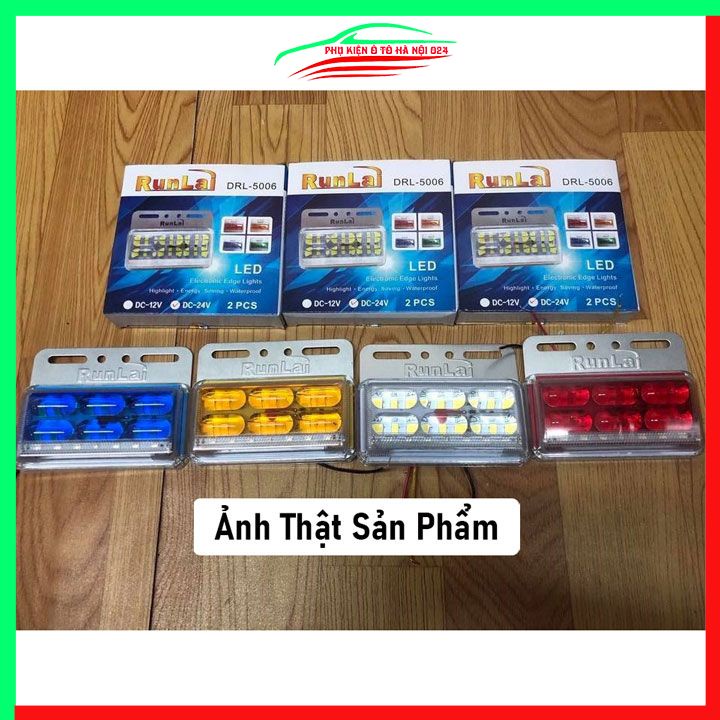 PHỤ KIỆN Ô TÔ HÀ NỘI 024
RunLai DRL-5006
RunLai
LED
Electronic Edge Lights
Highlight · Energy Saving · Waterproof
DC-12V DC-24V 2 PCS
RunLai DRL-5006
RunLai
LED
Electronic Edge Lights
Highlight · Energy Saving · Waterproof
DC-12V DC-24V 2 PCS
RunLai DRL-5006
RunLai
LED
Electronic Edge Lights
Highlight · Energy Saving · Waterproof
DC-12V DC-24V 2 PCS
RunLai
RunLai
RunLai
RunLai
Ảnh Thật Sản Phẩm